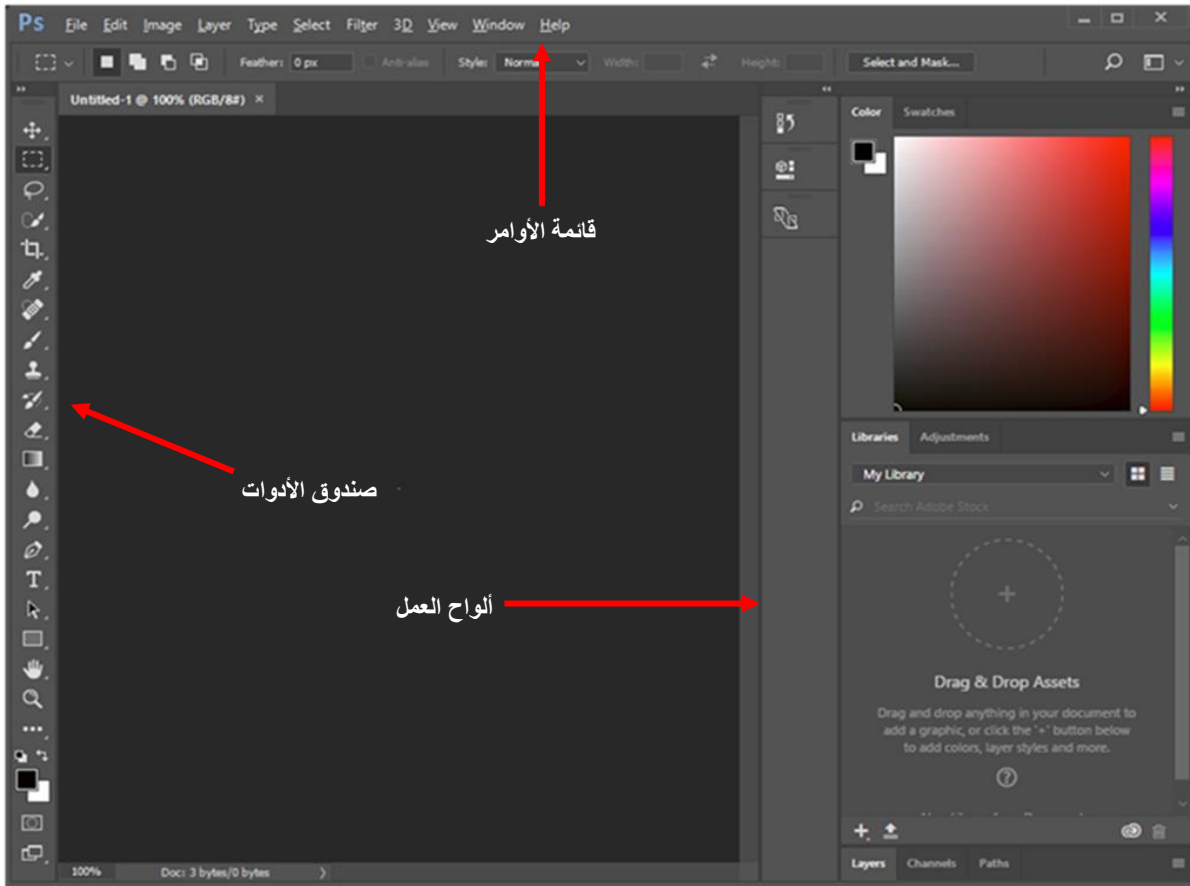 Ps File Edit Image Layer Type Select Filter 3D View Window Help
Feather: 0 px Anti-alias Style: Normal Width: Height: Select and Mask...
Untitled-1 @ 100% (RGB/8#) ×
Color Swatches
قائمة الأوامر
Libraries Adjustments
My Library
صندوق الأدوات
Search Adobe Stock
ألواح العمل
Drag & Drop Assets
Drag and drop anything in your document to
add a graphic, or click the '+' button below
to add colors, layer styles and more.
100% Doc: 3 bytes/0 bytes
Layers Channels Paths